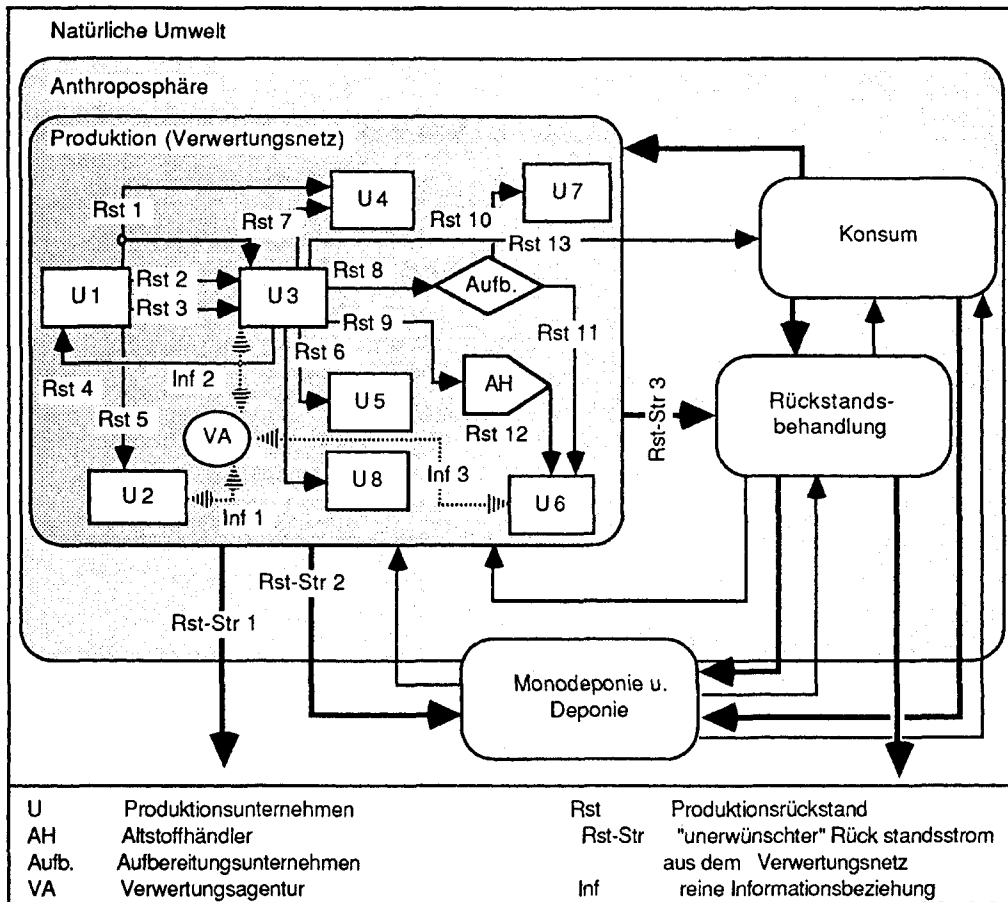 Natürliche Umwelt
Anthroposphäre
Produktion (Verwertungsnetz)
U 4
U 7
Rst 1
Rst 7
Rst 10
Rst 13
Konsum
Rst 2
Rst 8
U 1
U 3
Aufb.
Rst 3
Rst 9
Rst 11
Rst 6
Rst 4
Inf 2
AH
U 5
Rst 5
VA
Rst 12
Rst-Str 3
Rückstands-
behandlung
U 2
U 8
Inf 3
U 6
Inf 1
Rst-Str 2
Rst-Str 1
Monodeponie u.
Deponie
U Produktionsunternehmen
AH Altstoffhändler
Aufb. Aufbereitungsunternehmen
VA Verwertungsagentur
Rst Produktionsrückstand
Rst-Str "unerwünschter" Rück standsstrom
aus dem Verwertungsnetz
Inf reine Informationsbeziehung